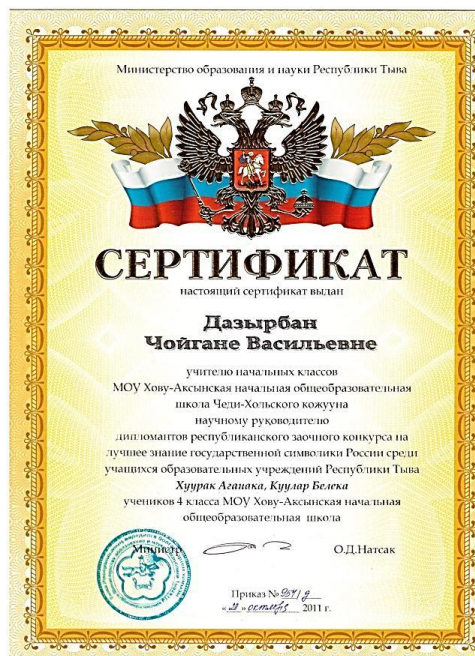 Министерство образования и науки Республики Тыва
СЕРТИФИКАТ
настоящий сертификат выдан
Дазырбан
Чойгане Васильевне
учителю начальных классов
МОУ Хову-Аксынская начальная общеобразовательная
школа Чеди-Хольского кожууна
научному руководителю
дипломантов республиканского заочного конкурса на
лучшее знание государственной символики России среди
учащихся образовательных учреждений Республики Тыва
Хуурак Агашака, Куулар Белека
учеников 4 класса МОУ Хову-Аксынская начальная
общеобразовательная школа
Министр О.Д.Натсак
Приказ №
октябрь 2011 г.